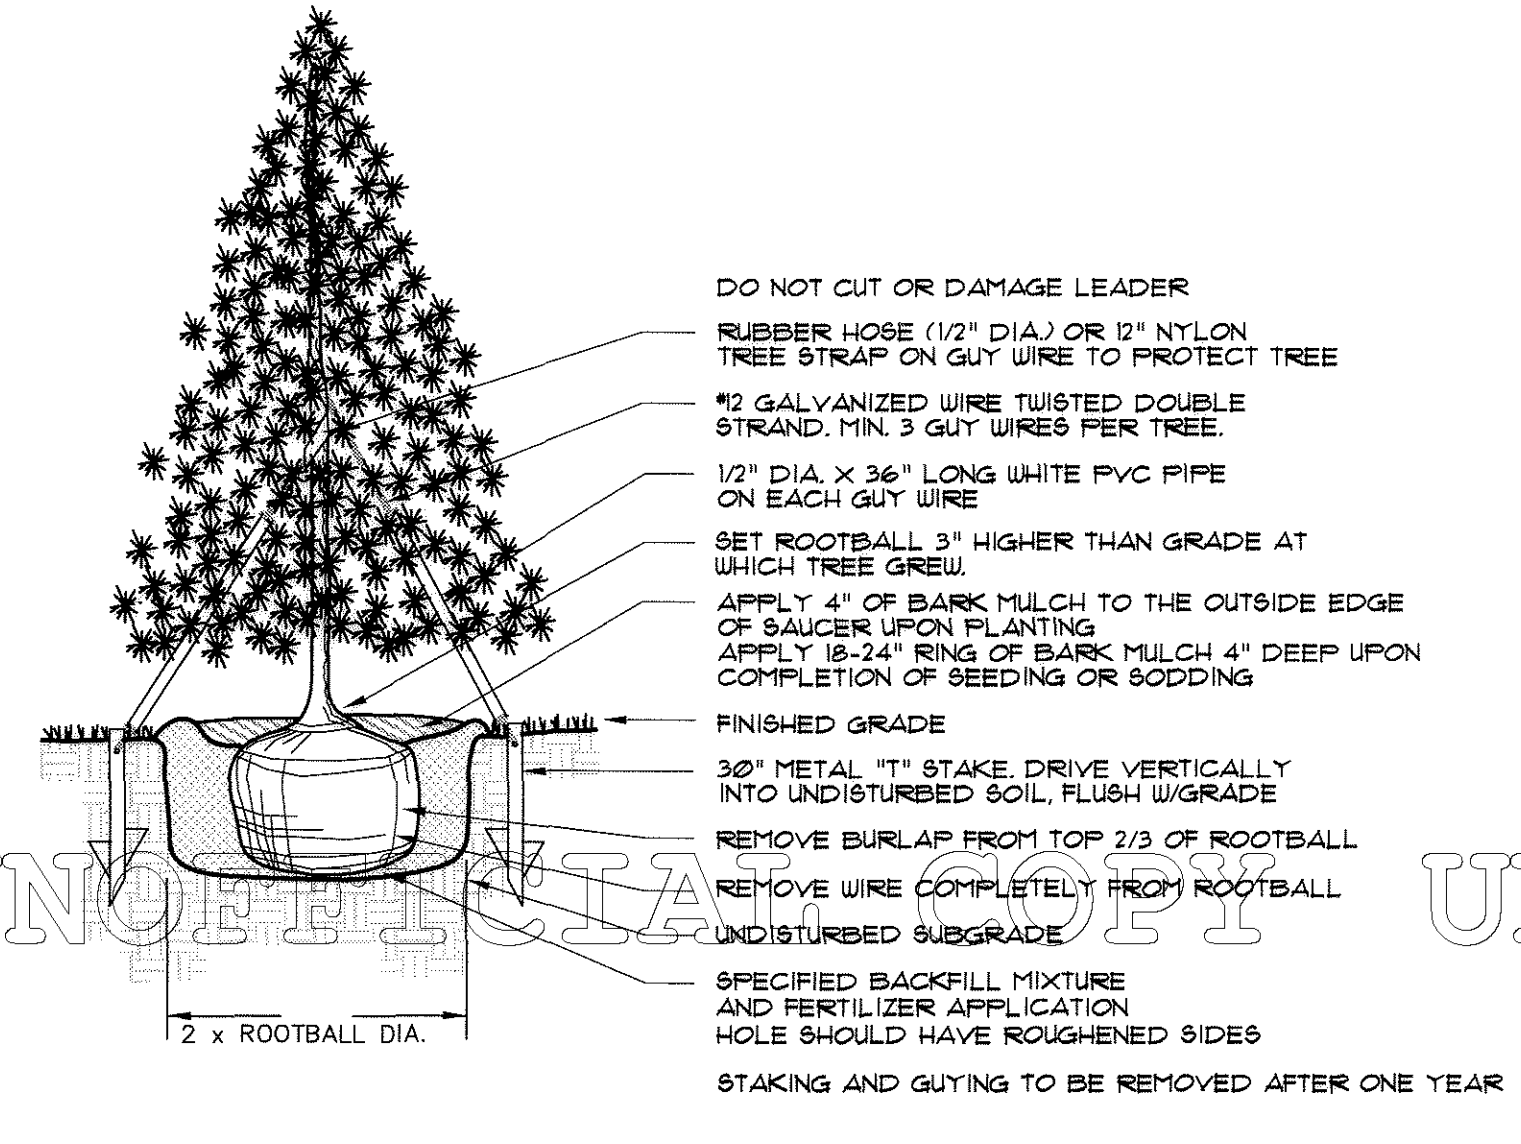 DO NOT CUT OR DAMAGE LEADER
RUBBER HOSE (1/2" DIA.) OR 12" NYLON
TREE STRAP ON GUY WIRE TO PROTECT TREE
#12 GALVANIZED WIRE TWISTED DOUBLE
STRAND. MIN. 3 GUY WIRES PER TREE.
1/2" DIA. X 36" LONG WHITE PVC PIPE
ON EACH GUY WIRE
SET ROOTBALL 3" HIGHER THAN GRADE AT
WHICH TREE GREW.
APPLY 4" OF BARK MULCH TO THE OUTSIDE EDGE
OF SAUCER UPON PLANTING
APPLY 18-24" RING OF BARK MULCH 4" DEEP UPON
COMPLETION OF SEEDING OR SODDING
FINISHED GRADE
30" METAL "T" STAKE. DRIVE VERTICALLY
INTO UNDISTURBED SOIL, FLUSH W/GRADE
REMOVE BURLAP FROM TOP 2/3 OF ROOTBALL
REMOVE WIRE COMPLETELY FROM ROOTBALL
NOFFICIAL COPY U
UNDISTURBED SUBGRADE
SPECIFIED BACKFILL MIXTURE
AND FERTILIZER APPLICATION
HOLE SHOULD HAVE ROUGHENED SIDES
2 x ROOTBALL DIA.
STAKING AND GUYING TO BE REMOVED AFTER ONE YEAR